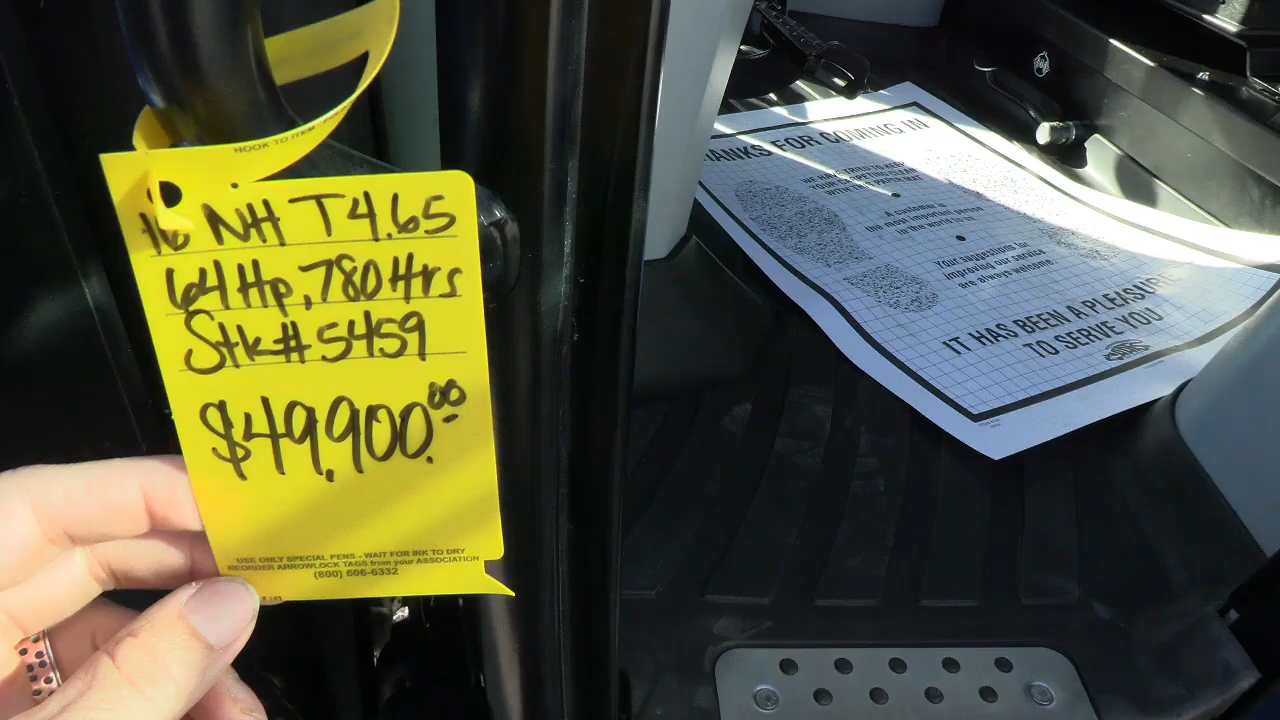 HOOK TO ITEM
16 NH T4.65
64 Hp, 780 Hrs
Stk# 5459
$49,900.00
USE ONLY SPECIAL PENS - WAIT FOR INK TO DRY
REORDER ARROWLOCK TAGS from your ASSOCIATION
(800) 606-6332
HANKS FOR COMING IN
A customer is
the most important person
in the world to us!
Your suggestions for
improving our service
are always welcome
IT HAS BEEN A PLEASURE
TO SERVE YOU